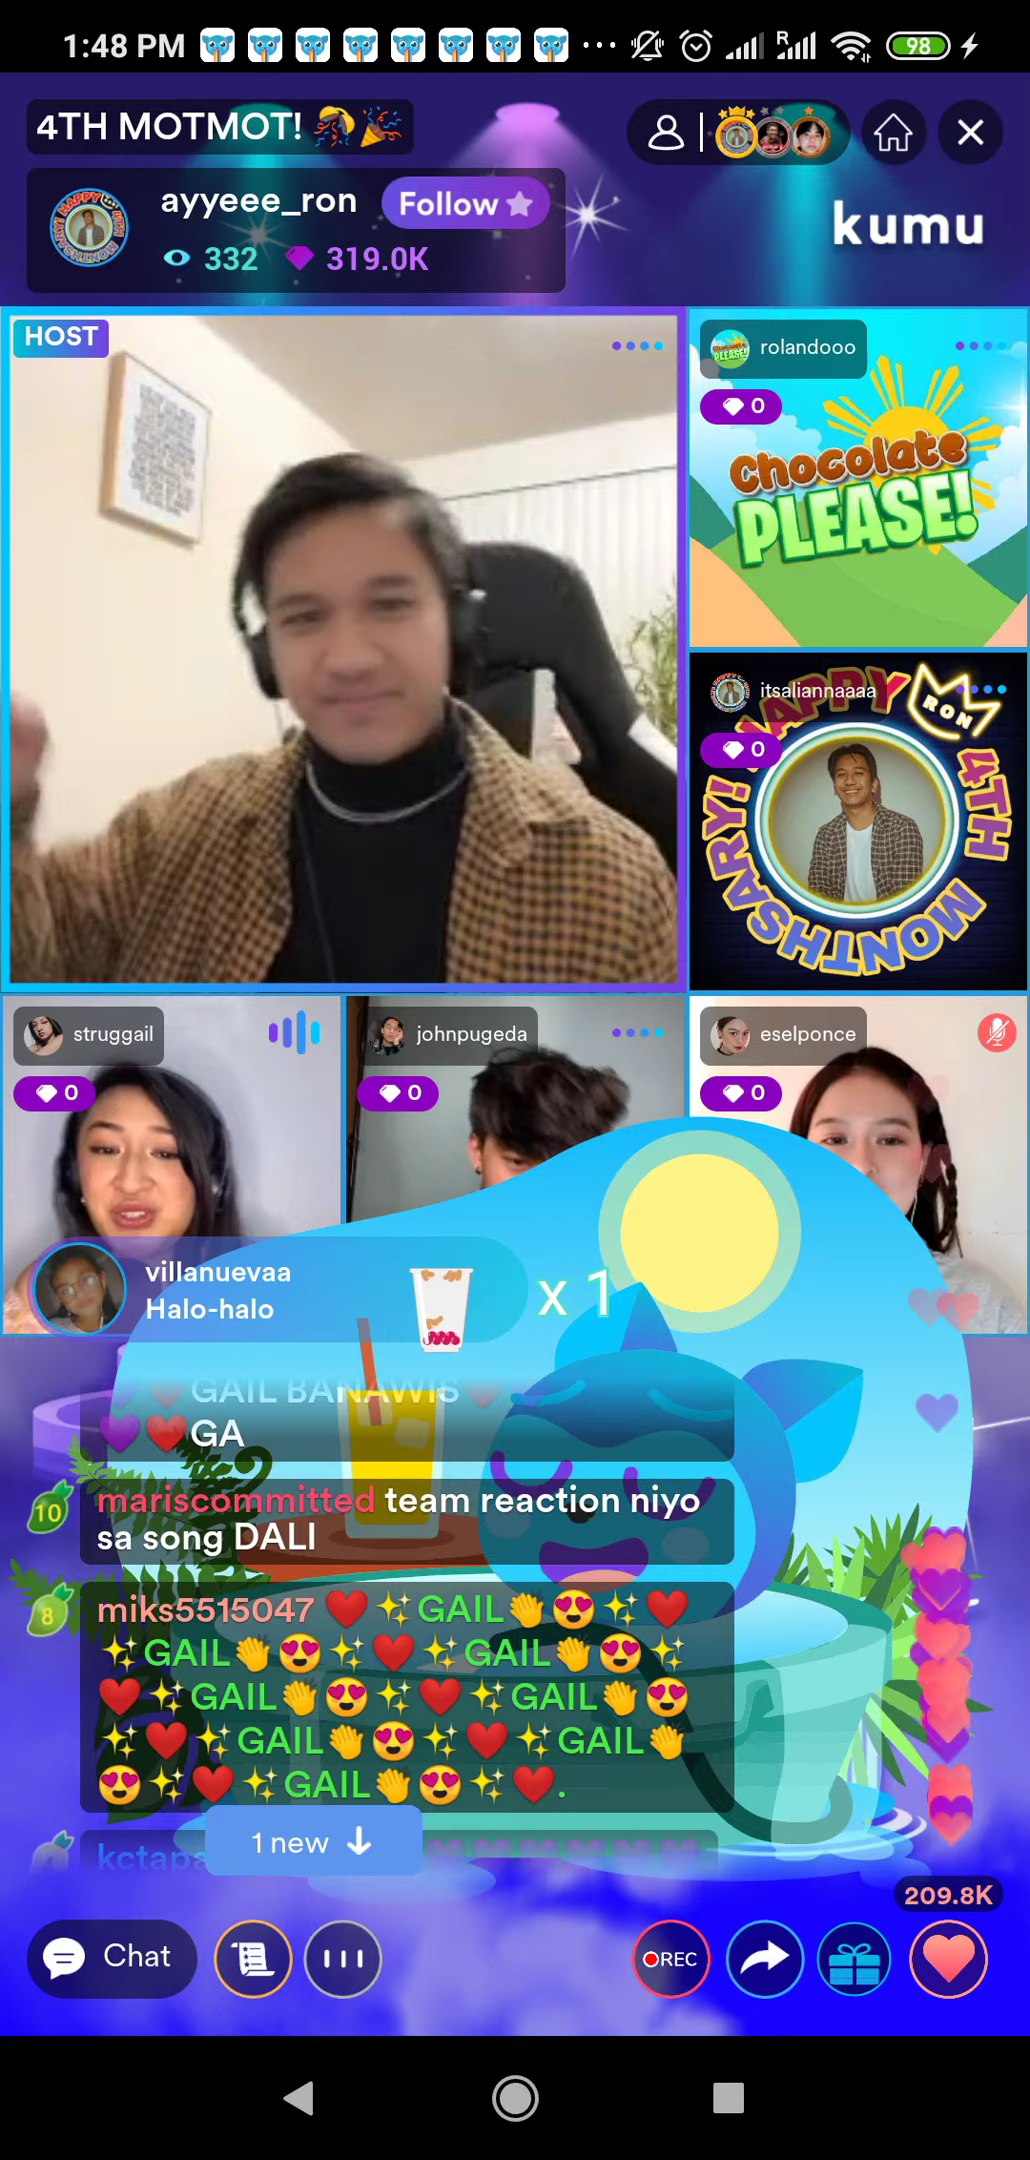 1:48 PM
R
98
4TH MOTMOT! 🎊🎉
ayyeee_ron
Follow
332
319.0K
kumu
HOST
rolandooo
0
Chocolate
PLEASE!
itsaliannaaaa
0
HAPPY
RON
4TH
MONTHSARY!
struggail
0
johnpugeda
0
eselponce
0
villanuevaa
Halo-halo
x 1
GAIL BANAWIS
💜❤️GA
10
mariscommitted team reaction niyo
sa song DALI
8
miks5515047 ❤️✨GAIL👏😍✨❤️
✨GAIL👏😍✨❤️✨GAIL👏😍✨
❤️✨GAIL👏😍✨❤️✨GAIL👏😍
✨❤️✨GAIL👏😍✨❤️✨GAIL👏
😍✨❤️✨GAIL👏😍✨❤️.
1 new ↓
209.8K
Chat
REC